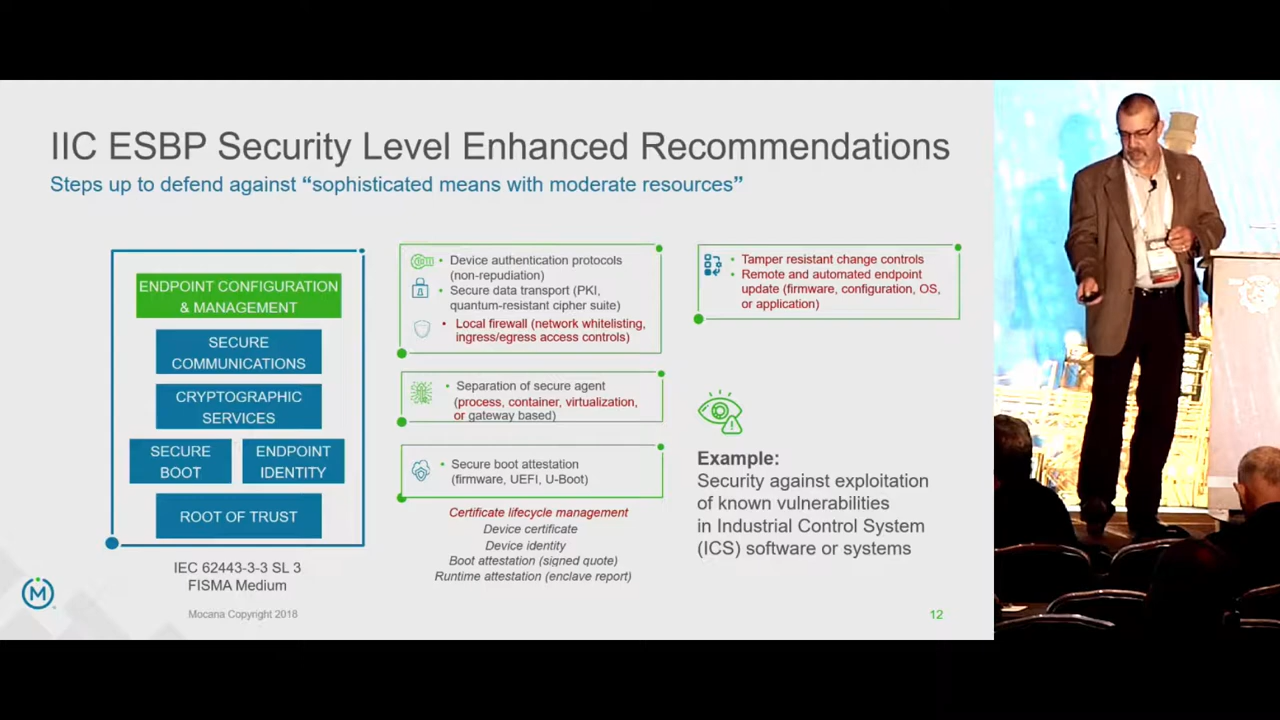 IIC ESBP Security Level Enhanced Recommendations
Steps up to defend against “sophisticated means with moderate resources”
ENDPOINT CONFIGURATION
& MANAGEMENT
SECURE
COMMUNICATIONS
CRYPTOGRAPHIC
SERVICES
SECURE
BOOT
ENDPOINT
IDENTITY
ROOT OF TRUST
IEC 62443-3-3 SL 3
FISMA Medium
• Device authentication protocols
(non-repudiation)
• Secure data transport (PKI,
quantum-resistant cipher suite)
• Local firewall (network whitelisting,
ingress/egress access controls)
• Separation of secure agent
(process, container, virtualization,
or gateway based)
• Secure boot attestation
(firmware, UEFI, U-Boot)
Certificate lifecycle management
Device certificate
Device identity
Boot attestation (signed quote)
Runtime attestation (enclave report)
• Tamper resistant change controls
• Remote and automated endpoint
update (firmware, configuration, OS,
or application)
Example:
Security against exploitation
of known vulnerabilities
in Industrial Control System
(ICS) software or systems
M
Mocana Copyright 2018
12